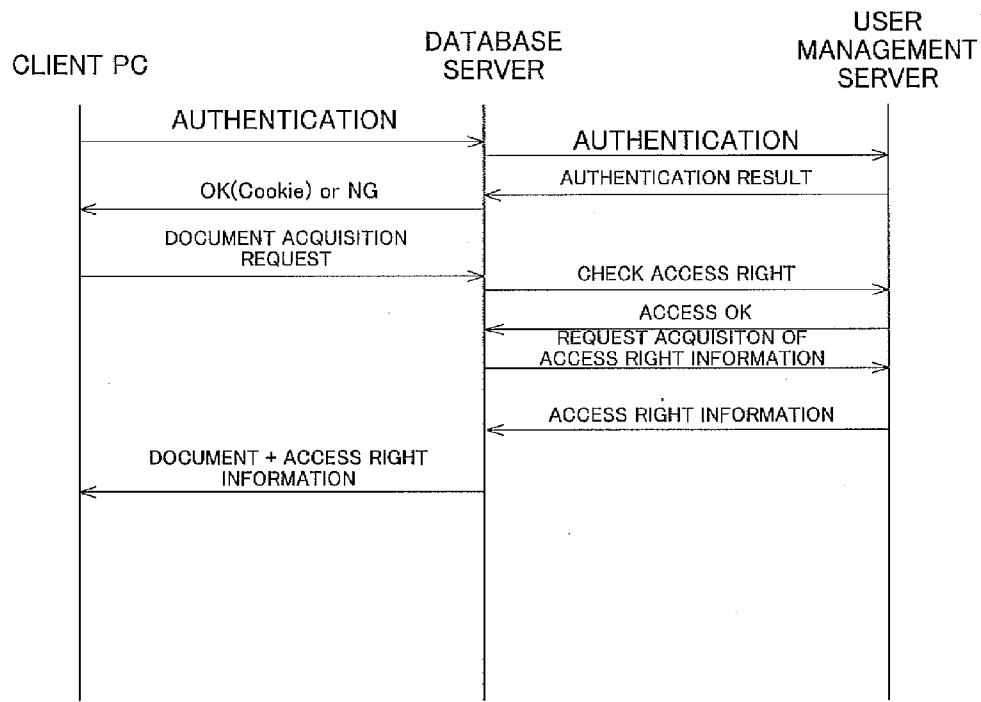 CLIENT PC
DATABASE
SERVER
USER
MANAGEMENT
SERVER
AUTHENTICATION
AUTHENTICATION
AUTHENTICATION RESULT
OK(Cookie) or NG
DOCUMENT ACQUISITION
REQUEST
CHECK ACCESS RIGHT
ACCESS OK
REQUEST ACQUISITON OF
ACCESS RIGHT INFORMATION
ACCESS RIGHT INFORMATION
DOCUMENT + ACCESS RIGHT
INFORMATION